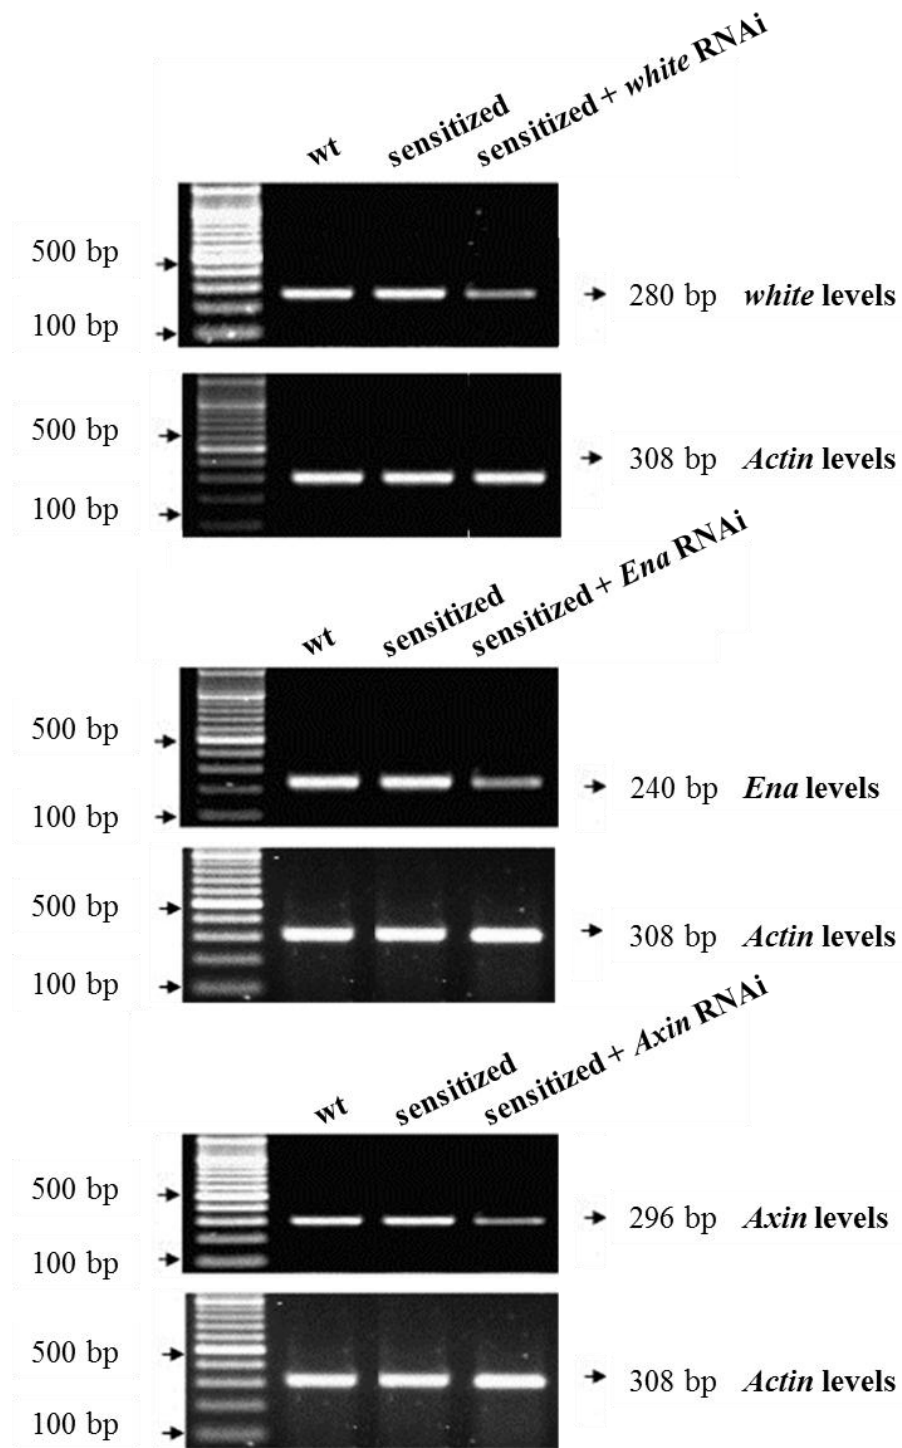 wt sensitized sensitized + white RNAi
500 bp
100 bp
280 bp white levels
500 bp
100 bp
308 bp Actin levels
wt sensitized sensitized + Ena RNAi
500 bp
100 bp
240 bp Ena levels
500 bp
100 bp
308 bp Actin levels
wt sensitized sensitized + Axin RNAi
500 bp
100 bp
296 bp Axin levels
500 bp
100 bp
308 bp Actin levels